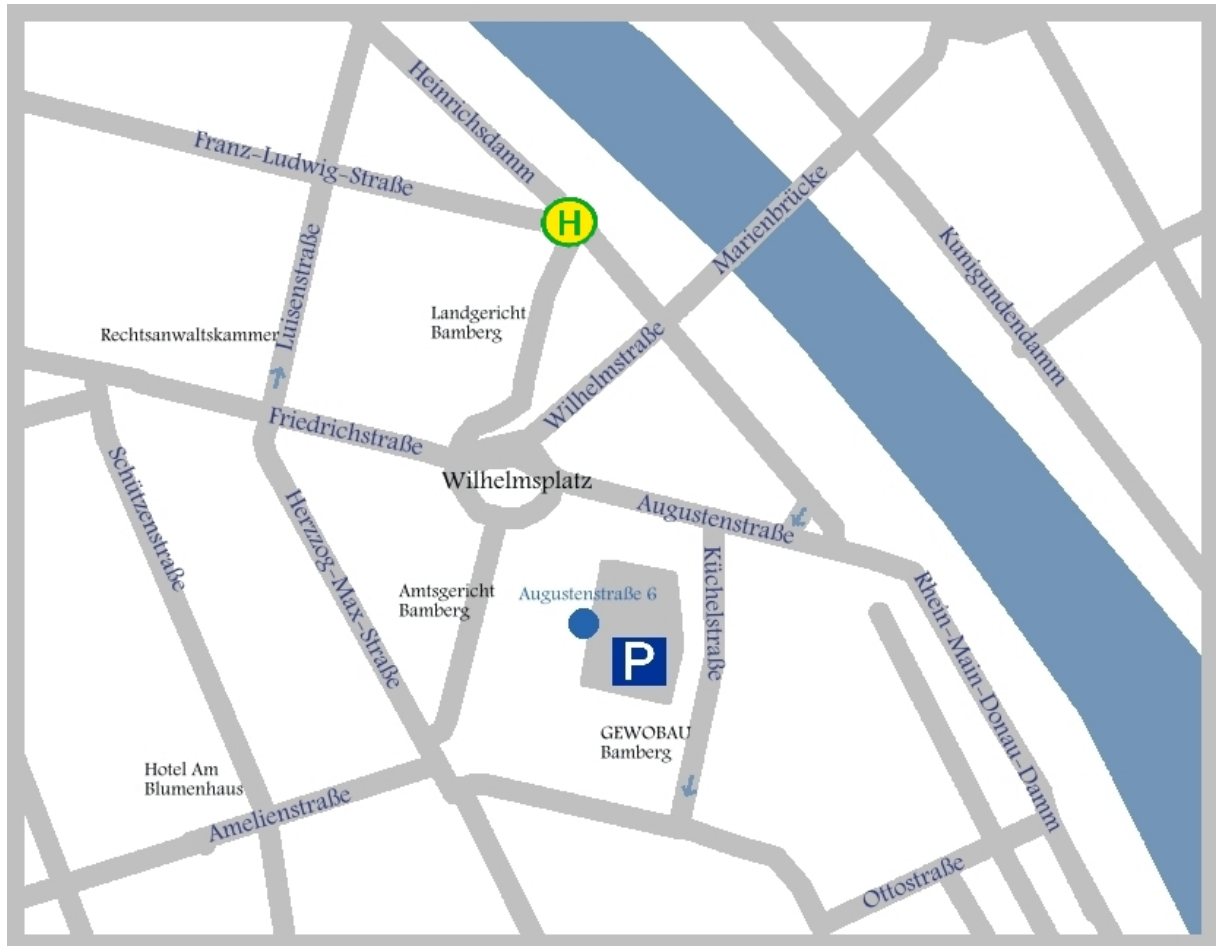 Heinrichsdamm
Franz-Ludwig-Straße
H
Marienbrücke
Kunigundendamm
Luisenstraße
Landgericht
Bamberg
Rechtsanwaltskammer
Wilhelmstraße
Friedrichstraße
Wilhelmsplatz
Schützenstraße
Herzzog-Max-Straße
Augustenstraße
Küchelstraße
Amtsgericht
Bamberg
Augustenstraße 6
P
Rhein-Main-Donau-Damm
GEWOBAU
Bamberg
Hotel Am
Blumenhaus
Amelienstraße
Ottostraße